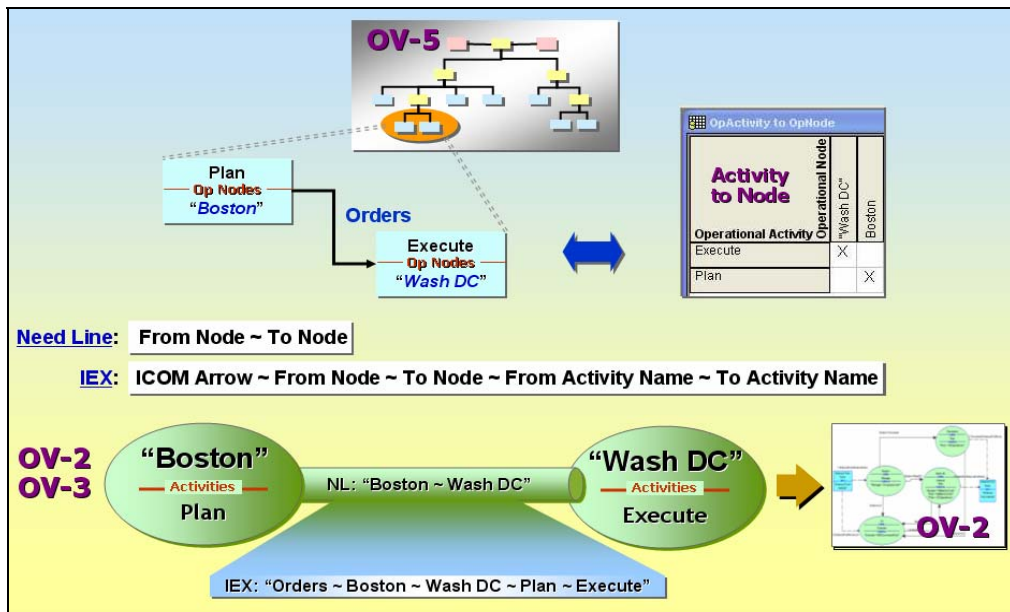 OV-5
Plan
Op Nodes
“Boston”
Orders
Execute
Op Nodes
“Wash DC”
OpActivity to OpNode
Activity
to Node
Operational Node
"Wash DC"
Boston
Operational Activity
Execute X
Plan X
Need Line: From Node ~ To Node
IEX: ICOM Arrow ~ From Node ~ To Node ~ From Activity Name ~ To Activity Name
OV-2
OV-3
“Boston”
Activities
Plan
NL: “Boston ~ Wash DC”
“Wash DC”
Activities
Execute
OV-2
IEX: “Orders ~ Boston ~ Wash DC ~ Plan ~ Execute”